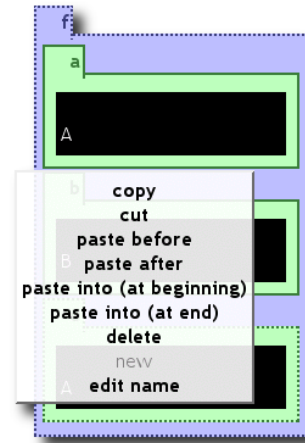 f
a
A
b
copy
cut
paste before
paste after
paste into (at beginning)
B
paste into (at end)
delete
new
A
edit name